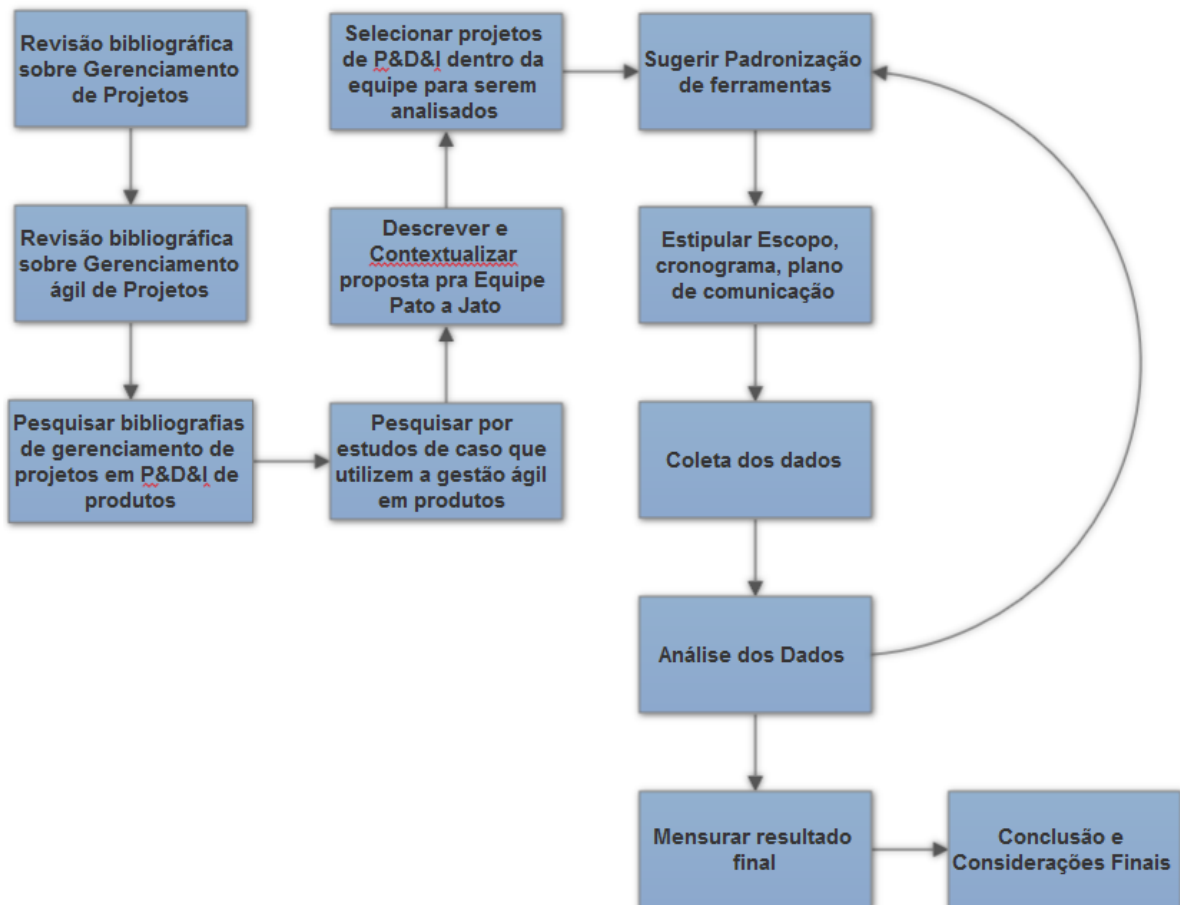 Revisão bibliográfica
sobre Gerenciamento
de Projetos
Revisão bibliográfica
sobre Gerenciamento
ágil de Projetos
Pesquisar bibliografias
de gerenciamento de
projetos em P&D&I de
produtos
Pesquisar por
estudos de caso que
utilizem a gestão ágil
em produtos
Descrever e
Contextualizar
proposta pra Equipe
Pato a Jato
Selecionar projetos
de P&D&I dentro da
equipe para serem
analisados
Sugerir Padronização
de ferramentas
Estipular Escopo,
cronograma, plano
de comunicação
Coleta dos dados
Análise dos Dados
Mensurar resultado
final
Conclusão e
Considerações Finais